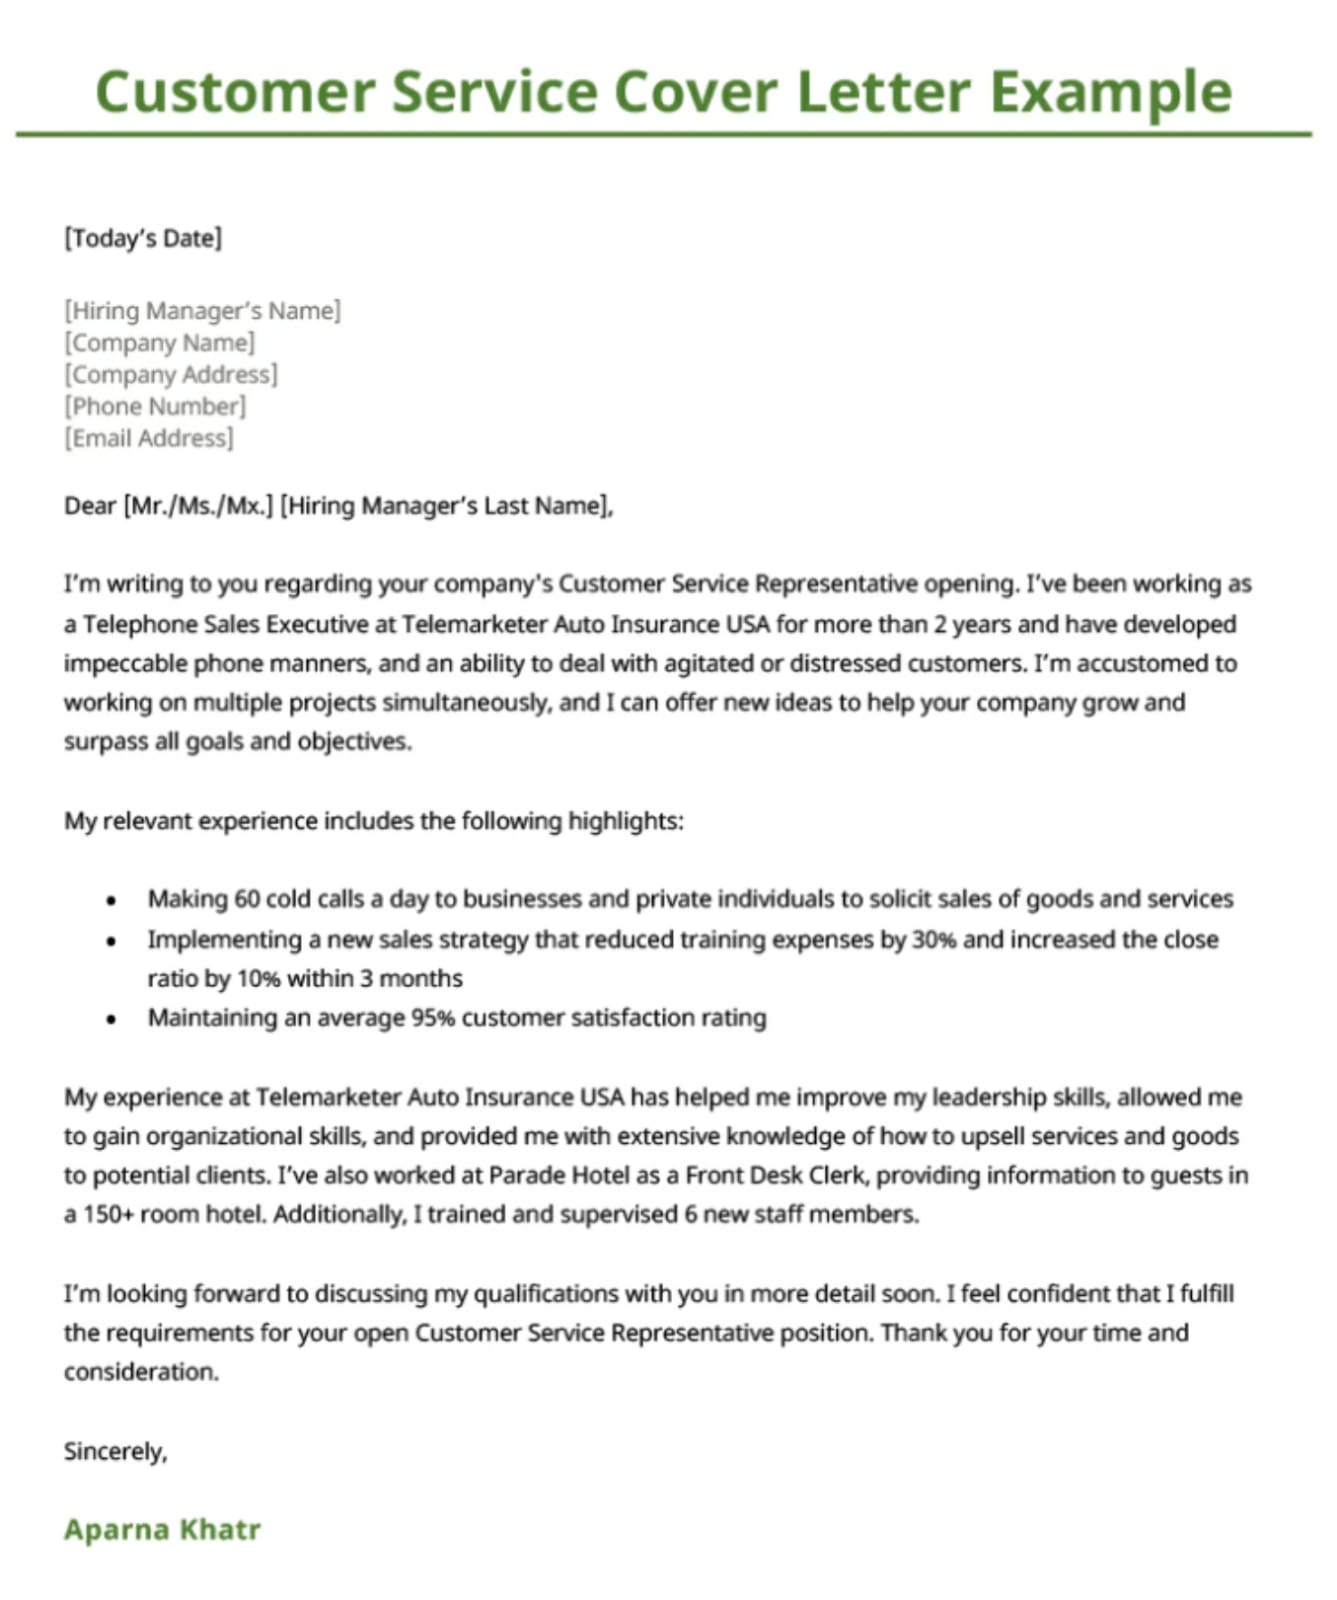 Customer Service Cover Letter Example
[Today’s Date]
[Hiring Manager’s Name]
[Company Name]
[Company Address]
[Phone Number]
[Email Address]
Dear [Mr./Ms./Mx.] [Hiring Manager’s Last Name],
I’m writing to you regarding your company's Customer Service Representative opening. I’ve been working as
a Telephone Sales Executive at Telemarketer Auto Insurance USA for more than 2 years and have developed
impeccable phone manners, and an ability to deal with agitated or distressed customers. I’m accustomed to
working on multiple projects simultaneously, and I can offer new ideas to help your company grow and
surpass all goals and objectives.
My relevant experience includes the following highlights:
• Making 60 cold calls a day to businesses and private individuals to solicit sales of goods and services
• Implementing a new sales strategy that reduced training expenses by 30% and increased the close
ratio by 10% within 3 months
• Maintaining an average 95% customer satisfaction rating
My experience at Telemarketer Auto Insurance USA has helped me improve my leadership skills, allowed me
to gain organizational skills, and provided me with extensive knowledge of how to upsell services and goods
to potential clients. I’ve also worked at Parade Hotel as a Front Desk Clerk, providing information to guests in
a 150+ room hotel. Additionally, I trained and supervised 6 new staff members.
I’m looking forward to discussing my qualifications with you in more detail soon. I feel confident that I fulfill
the requirements for your open Customer Service Representative position. Thank you for your time and
consideration.
Sincerely,
Aparna Khatr